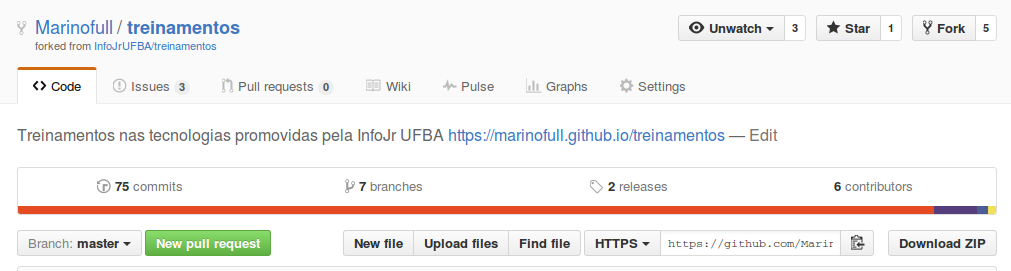 Marinofull / treinamentos
forked from InfoJrUFBA/treinamentos
Unwatch 3 Star 1 Fork 5
Code Issues 3 Pull requests 0 Wiki Pulse Graphs Settings
Treinamentos nas tecnologias promovidas pela InfoJr UFBA https://marinofull.github.io/treinamentos — Edit
75 commits 7 branches 2 releases 6 contributors
Branch: master New pull request New file Upload files Find file HTTPS https://github.com/Marin Download ZIP